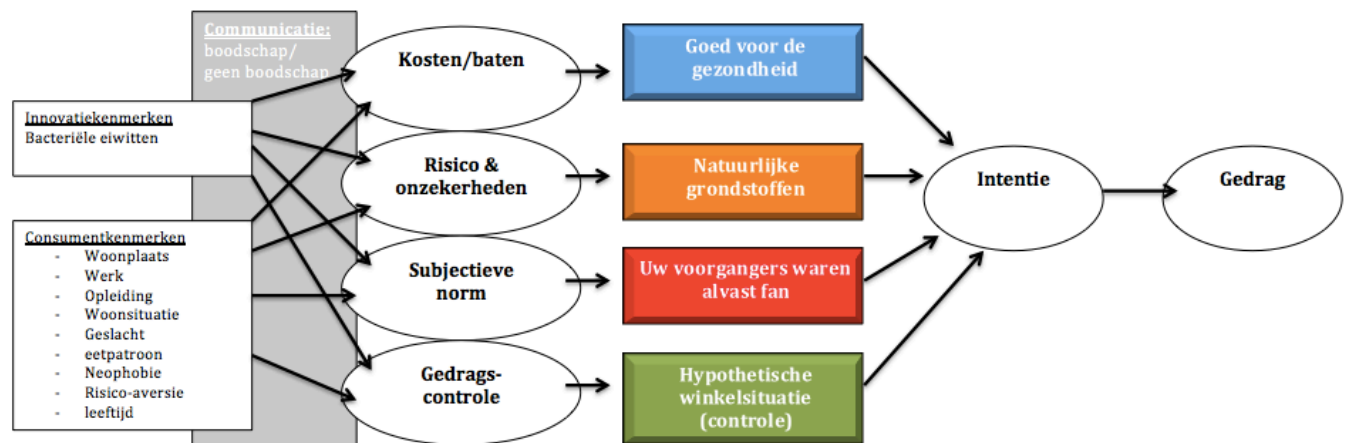 Communicatie:
boodschap/
geen boodschap
Innovatiekenmerken
Bacteriële eiwitten
Consumentkenmerken
- Woonplaats
- Werk
- Opleiding
- Woonsituatie
- Geslacht
- eetpatroon
- Neophobie
- Risico-aversie
- leeftijd
Kosten/baten
Risico &
onzekerheden
Subjectieve
norm
Gedrags-
controle
Goed voor de
gezondheid
Natuurlijke
grondstoffen
Uw voorgangers waren
alvast fan
Hypothetische
winkelsituatie
(controle)
Intentie
Gedrag